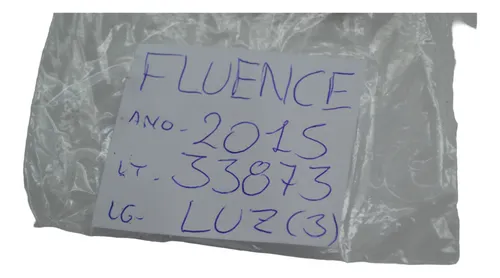 FLUENCE
.ANO-2015
LT-33873
LG-LUZ(3)